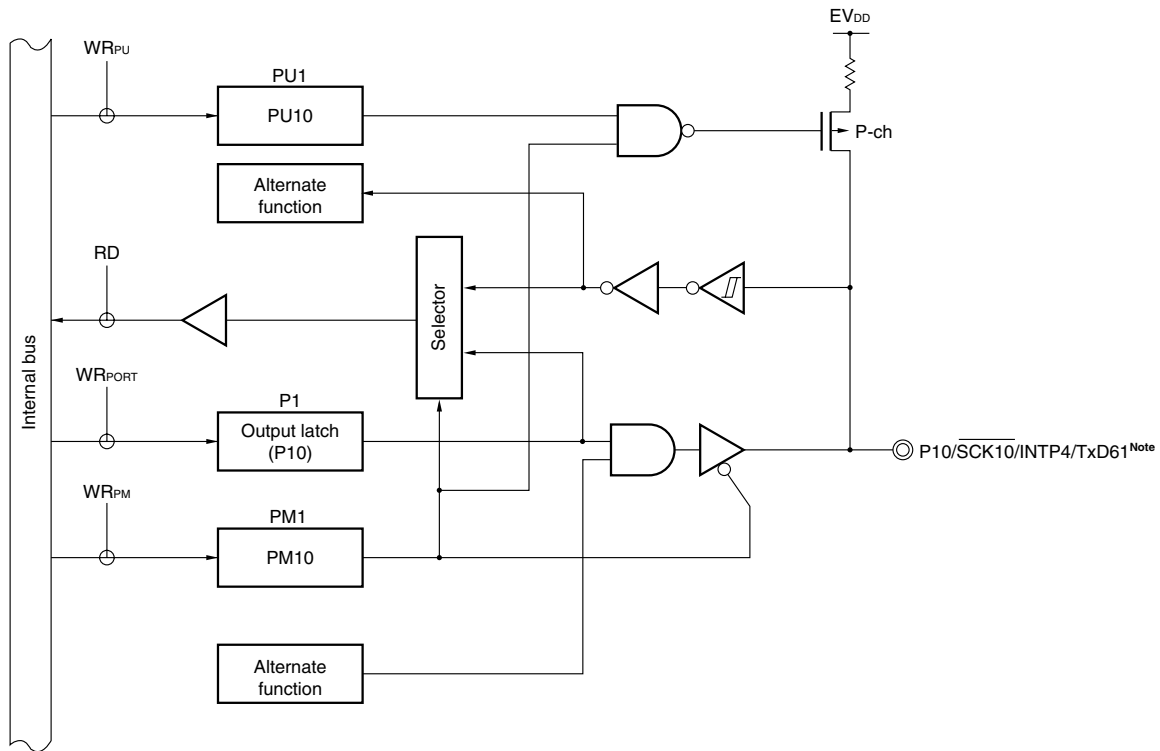 EVDD
WRPU
PU1
PU10
P-ch
Alternate
function
RD
Selector
Internal bus
WRPORT
P1
Output latch
(P10)
P10/SCK10/INTP4/TxD61Note
WRPM
PM1
PM10
Alternate
function